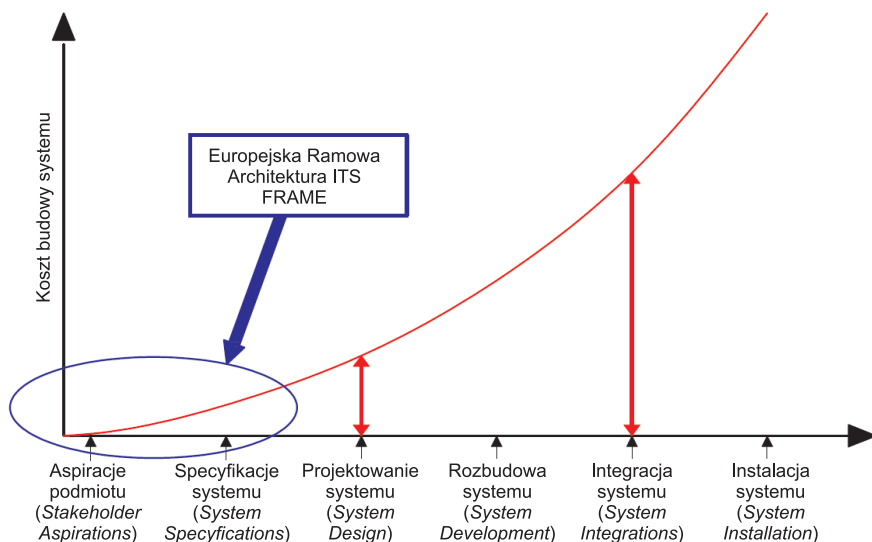 Koszt budowy systemu
Europejska Ramowa
Architektura ITS
FRAME
Aspiracje
podmiotu
(Stakeholder
Aspirations)
Specyfikacje
systemu
(System
Specyfications)
Projektowanie
systemu
(System
Design)
Rozbudowa
systemu
(System
Development)
Integracja
systemu
(System
Integrations)
Instalacja
systemu
(System
Installation)